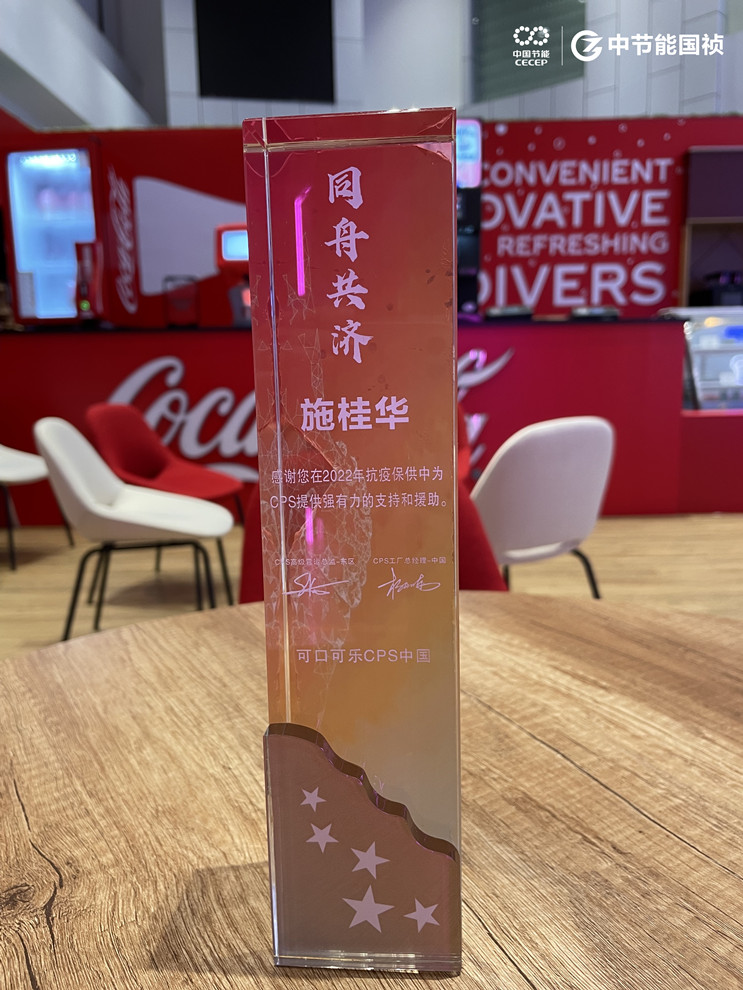 中国节能
CECEP
中节能国祯
CONVENIENT
OVATIVE
REFRESHING
DIVERS
Coca-Cola
Coca
同舟共济
施桂华
感谢您在2022年抗疫保供中为
CPS提供强有力的支持和援助。
CPS工厂总经理-中国
可口可乐CPS中国